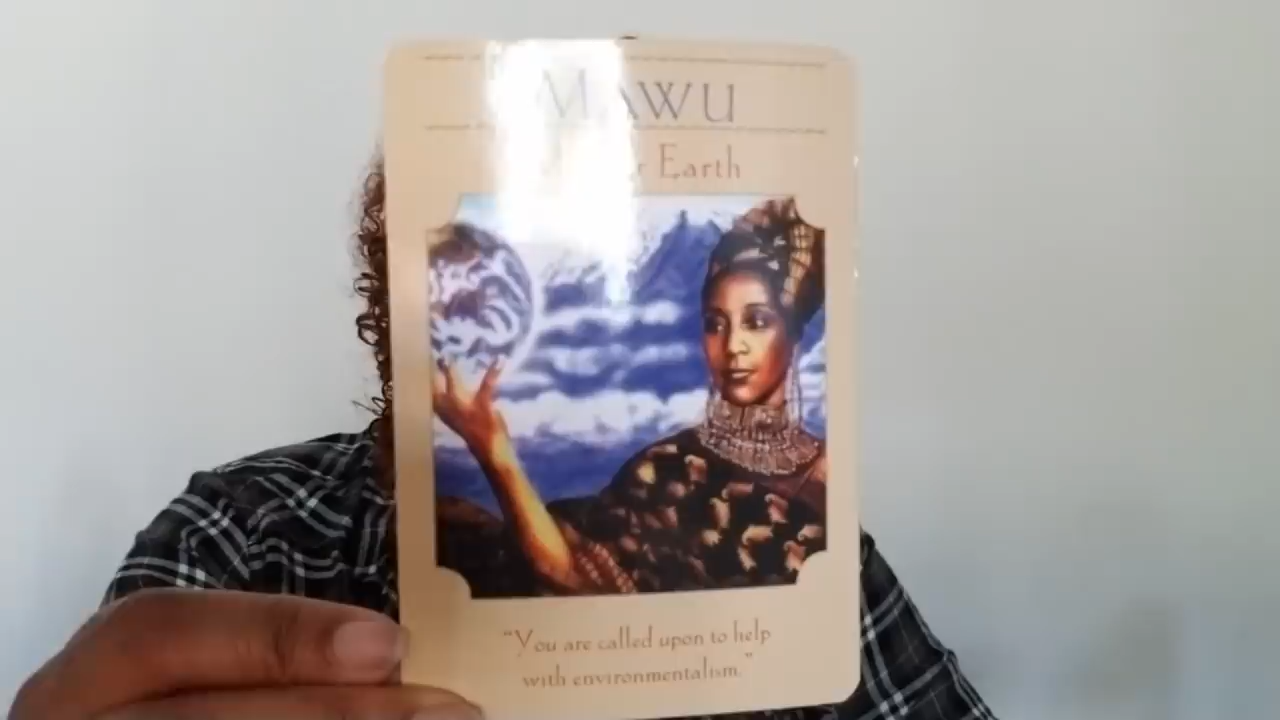 MAWU
Earth
"You are called upon to help
with environmentalism."